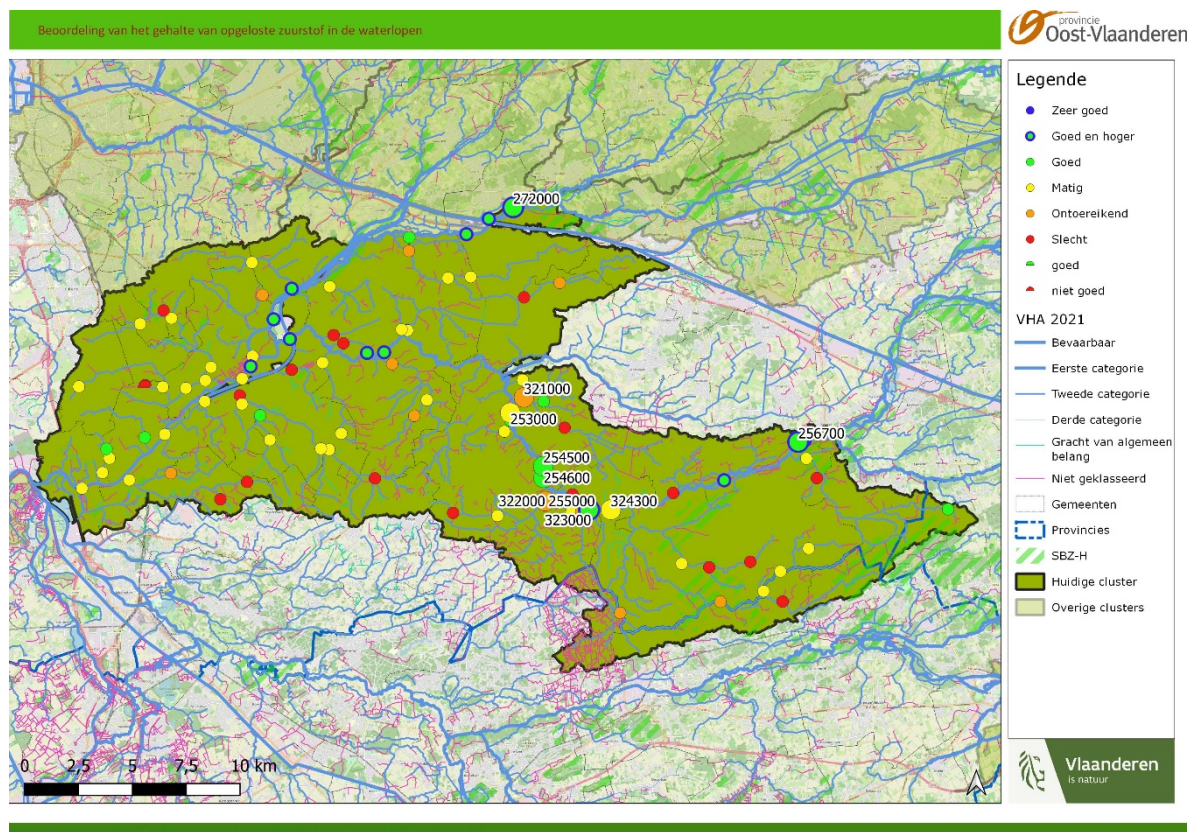 Beoordeling van het gehalte van opgeloste zuurstof in de waterlopen
provincie
Oost-Vlaanderen
272000
321000
253000
256700
254500
254600
322000
255000
324300
323000
0
2,5
5
7,5
10 km
Legende
Zeer goed
Goed en hoger
Goed
Matig
Ontoereikend
Slecht
goed
niet goed
VHA 2021
Bevaarbaar
Eerste categorie
Tweede categorie
Derde categorie
Gracht van algemeen
belang
Niet geklasseerd
Gemeenten
Provincies
SBZ-H
Huidige cluster
Overige clusters
Vlaanderen
is natuur